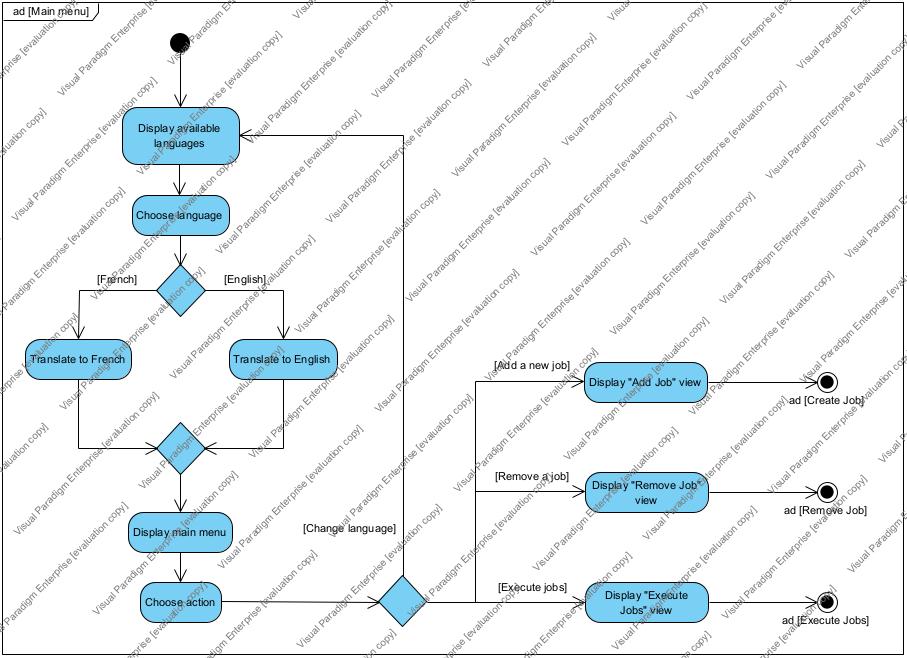 ad [Main menu]
Display available
languages
Choose language
[French]
[English]
Translate to French
Translate to English
Display main menu
Choose action
[Change language]
[Add a new job]
Display "Add Job" view
ad [Create Job]
[Remove a job]
Display "Remove Job"
view
ad [Remove Job]
[Execute jobs]
Display "Execute
Jobs" view
ad [Execute Jobs]
Visual Paradigm Enterprise [evaluation copy]